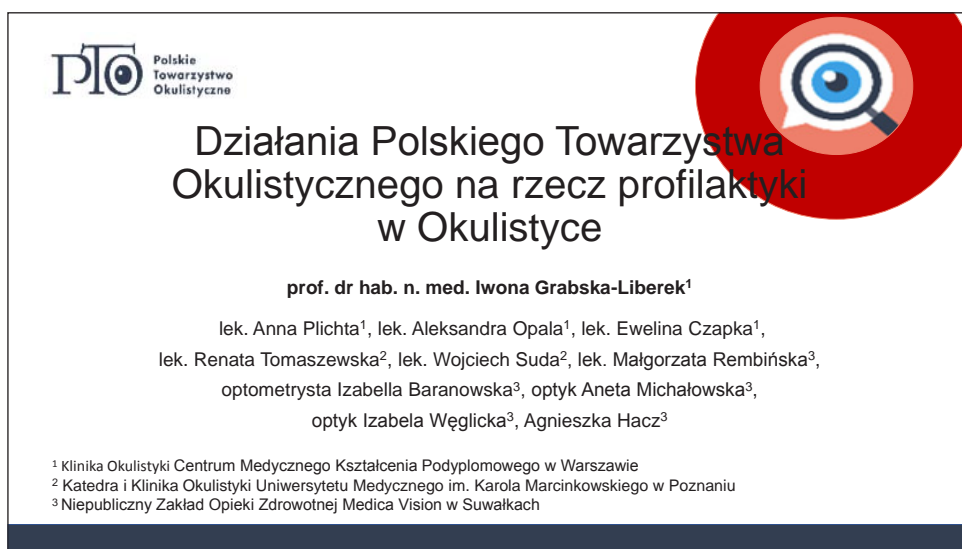 PTO
Polskie
Towarzystwo
Okulistyczne
Działania Polskiego Towarzystwa
Okulistycznego na rzecz profilaktyki
w Okulistyce
prof. dr hab. n. med. Iwona Grabska-Liberek¹
lek. Anna Plichta¹, lek. Aleksandra Opala¹, lek. Ewelina Czapka¹,
lek. Renata Tomaszewska², lek. Wojciech Suda², lek. Małgorzata Rembińska³,
optometrysta Izabella Baranowska³, optyk Aneta Michałowska³,
optyk Izabela Węglicka³, Agnieszka Hacz³
¹ Klinika Okulistyki Centrum Medycznego Kształcenia Podyplomowego w Warszawie
² Katedra i Klinika Okulistyki Uniwersytetu Medycznego im. Karola Marcinkowskiego w Poznaniu
³ Niepubliczny Zakład Opieki Zdrowotnej Medica Vision w Suwałkach